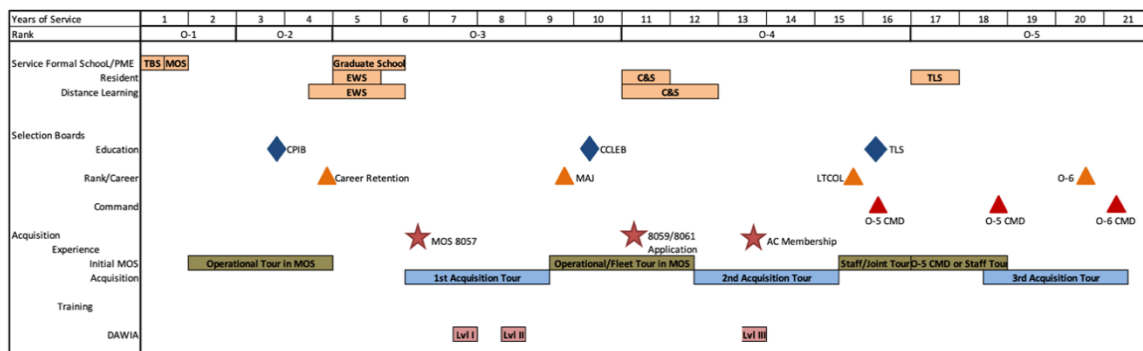 Years of Service 1 2 3 4 5 6 7 8 9 10 11 12 13 14 15 16 17 18 19 20 21
Rank O-1 O-2 O-3 O-4 O-5
Service Formal School/PME TBS MOS Graduate School
Resident EWS C&S TLS
Distance Learning EWS C&S
Selection Boards
Education CPIB CCLEB TLS
Rank/Career Career Retention MAJ LTCOL O-6
Command
O-5 CMD O-5 CMD O-6 CMD
Acquisition MOS 8057 8059/8061 AC Membership
Experience Application
Initial MOS Operational Tour in MOS Operational/Fleet Tour in MOS Staff/Joint Tour O-5 CMD or Staff Tour
Acquisition 1st Acquisition Tour 2nd Acquisition Tour 3rd Acquisition Tour
Training
DAWIA Lvl I Lvl II Lvl III